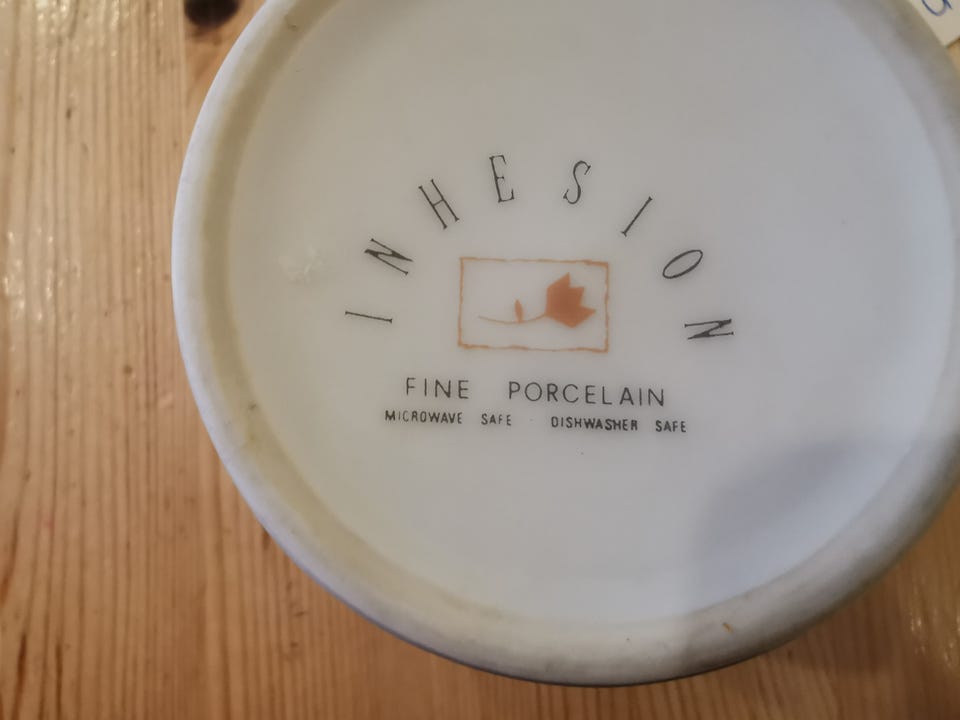 INHESION
FINE PORCELAIN
MICROWAVE SAFE · DISHWASHER SAFE